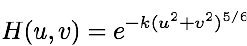 H(u,v) = e^{-k(u^2+v^2)^{5/6}}